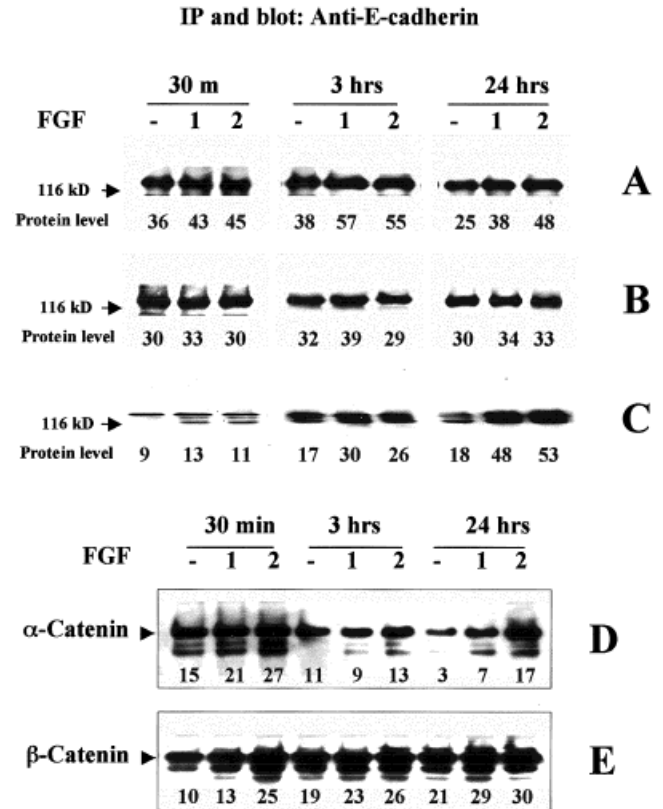 IP and blot: Anti-E-cadherin
30 m 3 hrs 24 hrs
FGF - 1 2 - 1 2 - 1 2
116 kD A
Protein level 36 43 45 38 57 55 25 38 48
116 kD B
Protein level 30 33 30 32 39 29 30 34 33
116 kD C
Protein level 9 13 11 17 30 26 18 48 53
30 min 3 hrs 24 hrs
FGF - 1 2 - 1 2 - 1 2
α-Catenin D
15 21 27 11 9 13 3 7 17
β-Catenin E
10 13 25 19 23 26 21 29 30